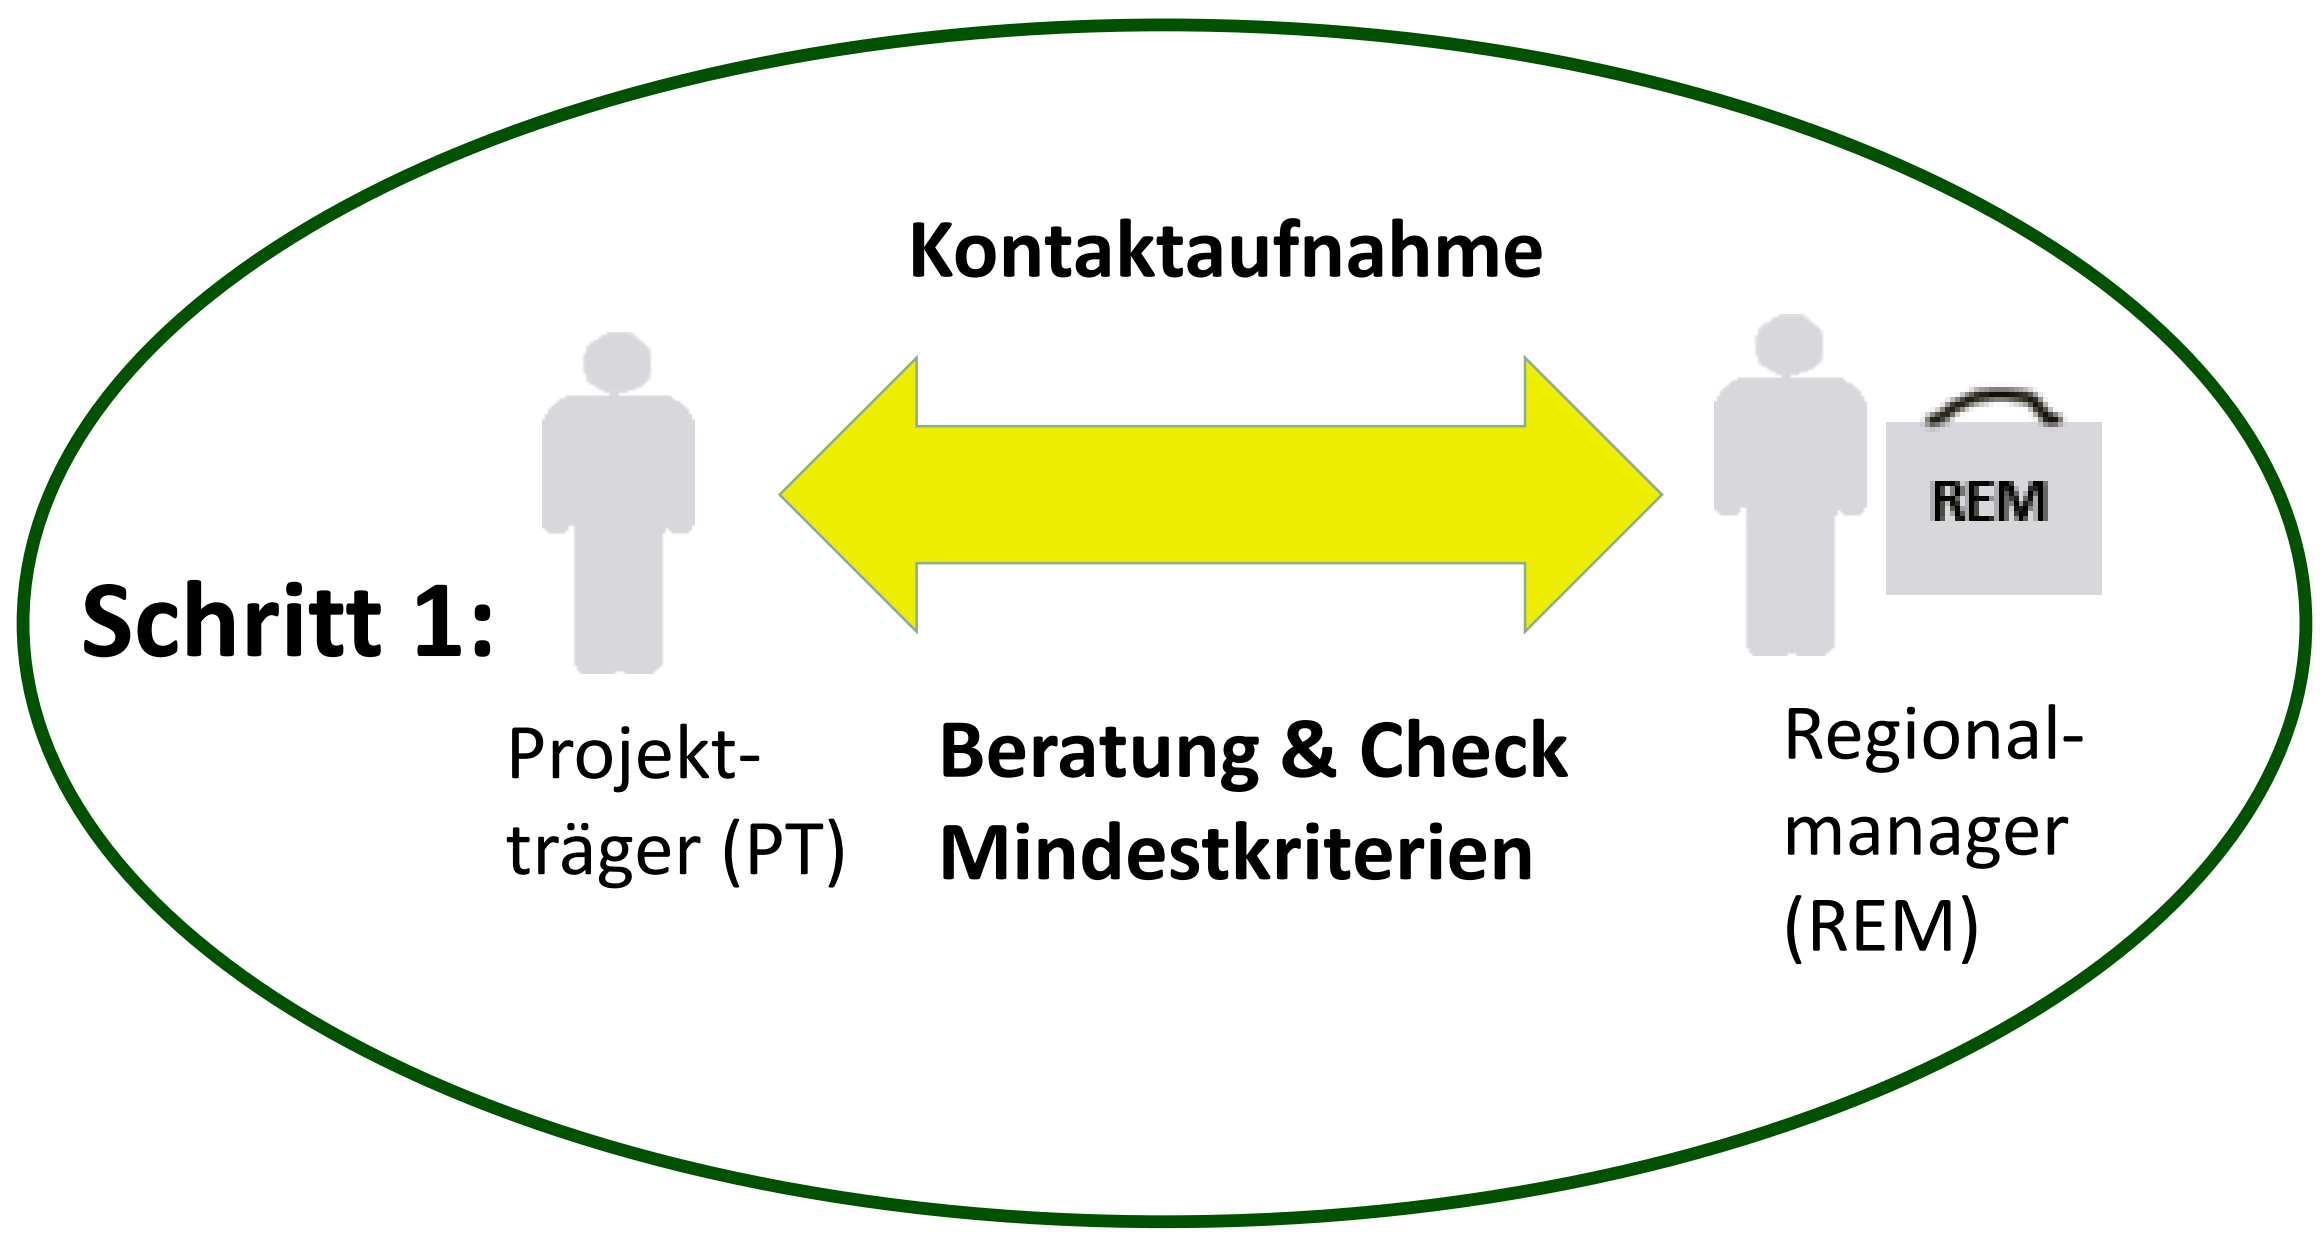 Kontaktaufnahme
REM
Schritt 1:
Projekt-
träger (PT)
Beratung & Check
Mindestkriterien
Regional-
manager
(REM)